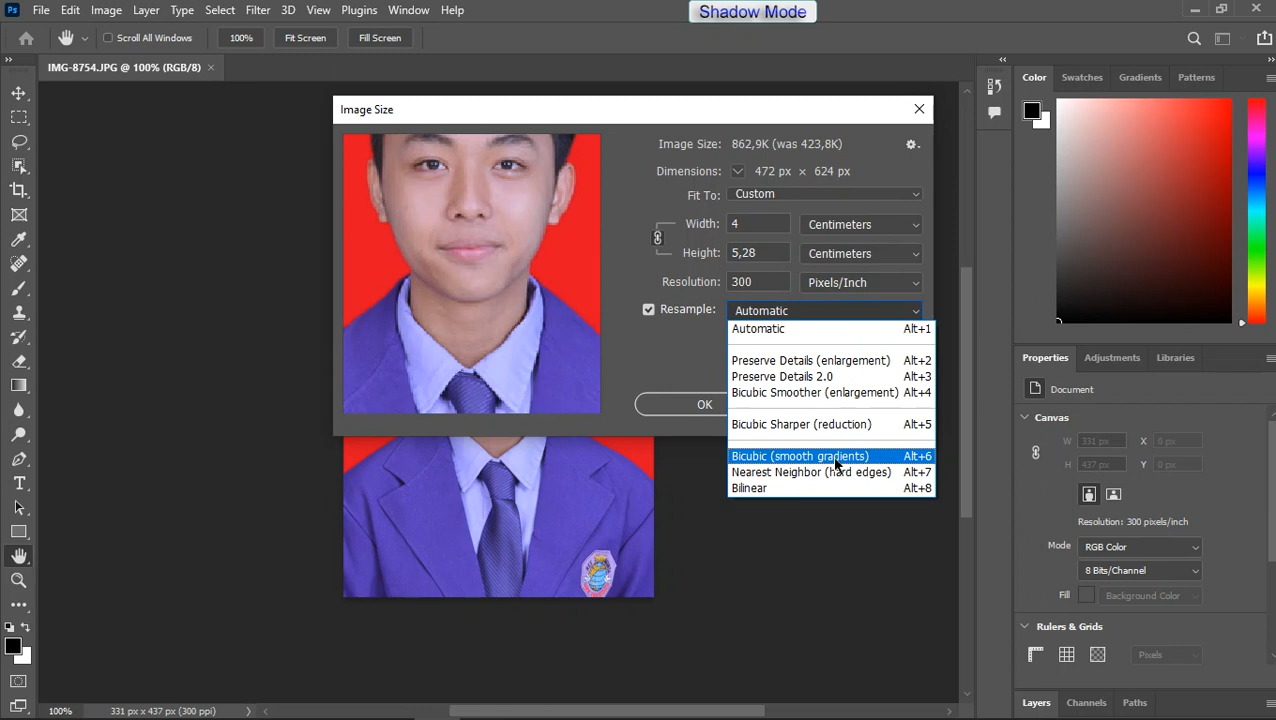 Ps File Edit Image Layer Type Select Filter 3D View Plugins Window Help
Shadow Mode
Scroll All Windows 100% Fit Screen Fill Screen
IMG-8754.JPG @ 100% (RGB/8) ×
Image Size
Image Size: 862,9K (was 423,8K)
Dimensions: 472 px × 624 px
Fit To: Custom
Width: 4 Centimeters
Height: 5,28 Centimeters
Resolution: 300 Pixels/Inch
Resample: Automatic
Automatic Alt+1
Preserve Details (enlargement) Alt+2
Preserve Details 2.0 Alt+3
Bicubic Smoother (enlargement) Alt+4
Bicubic Sharper (reduction) Alt+5
Bicubic (smooth gradients) Alt+6
Nearest Neighbor (hard edges) Alt+7
Bilinear Alt+8
OK
Color Swatches Gradients Patterns
Properties Adjustments Libraries
Document
Canvas
W 331 px X 0 px
H 437 px Y 0 px
Resolution: 300 pixels/inch
Mode RGB Color
8 Bits/Channel
Fill Background Color
Rulers & Grids
Pixels
Layers Channels Paths
100% 331 px x 437 px (300 ppi)